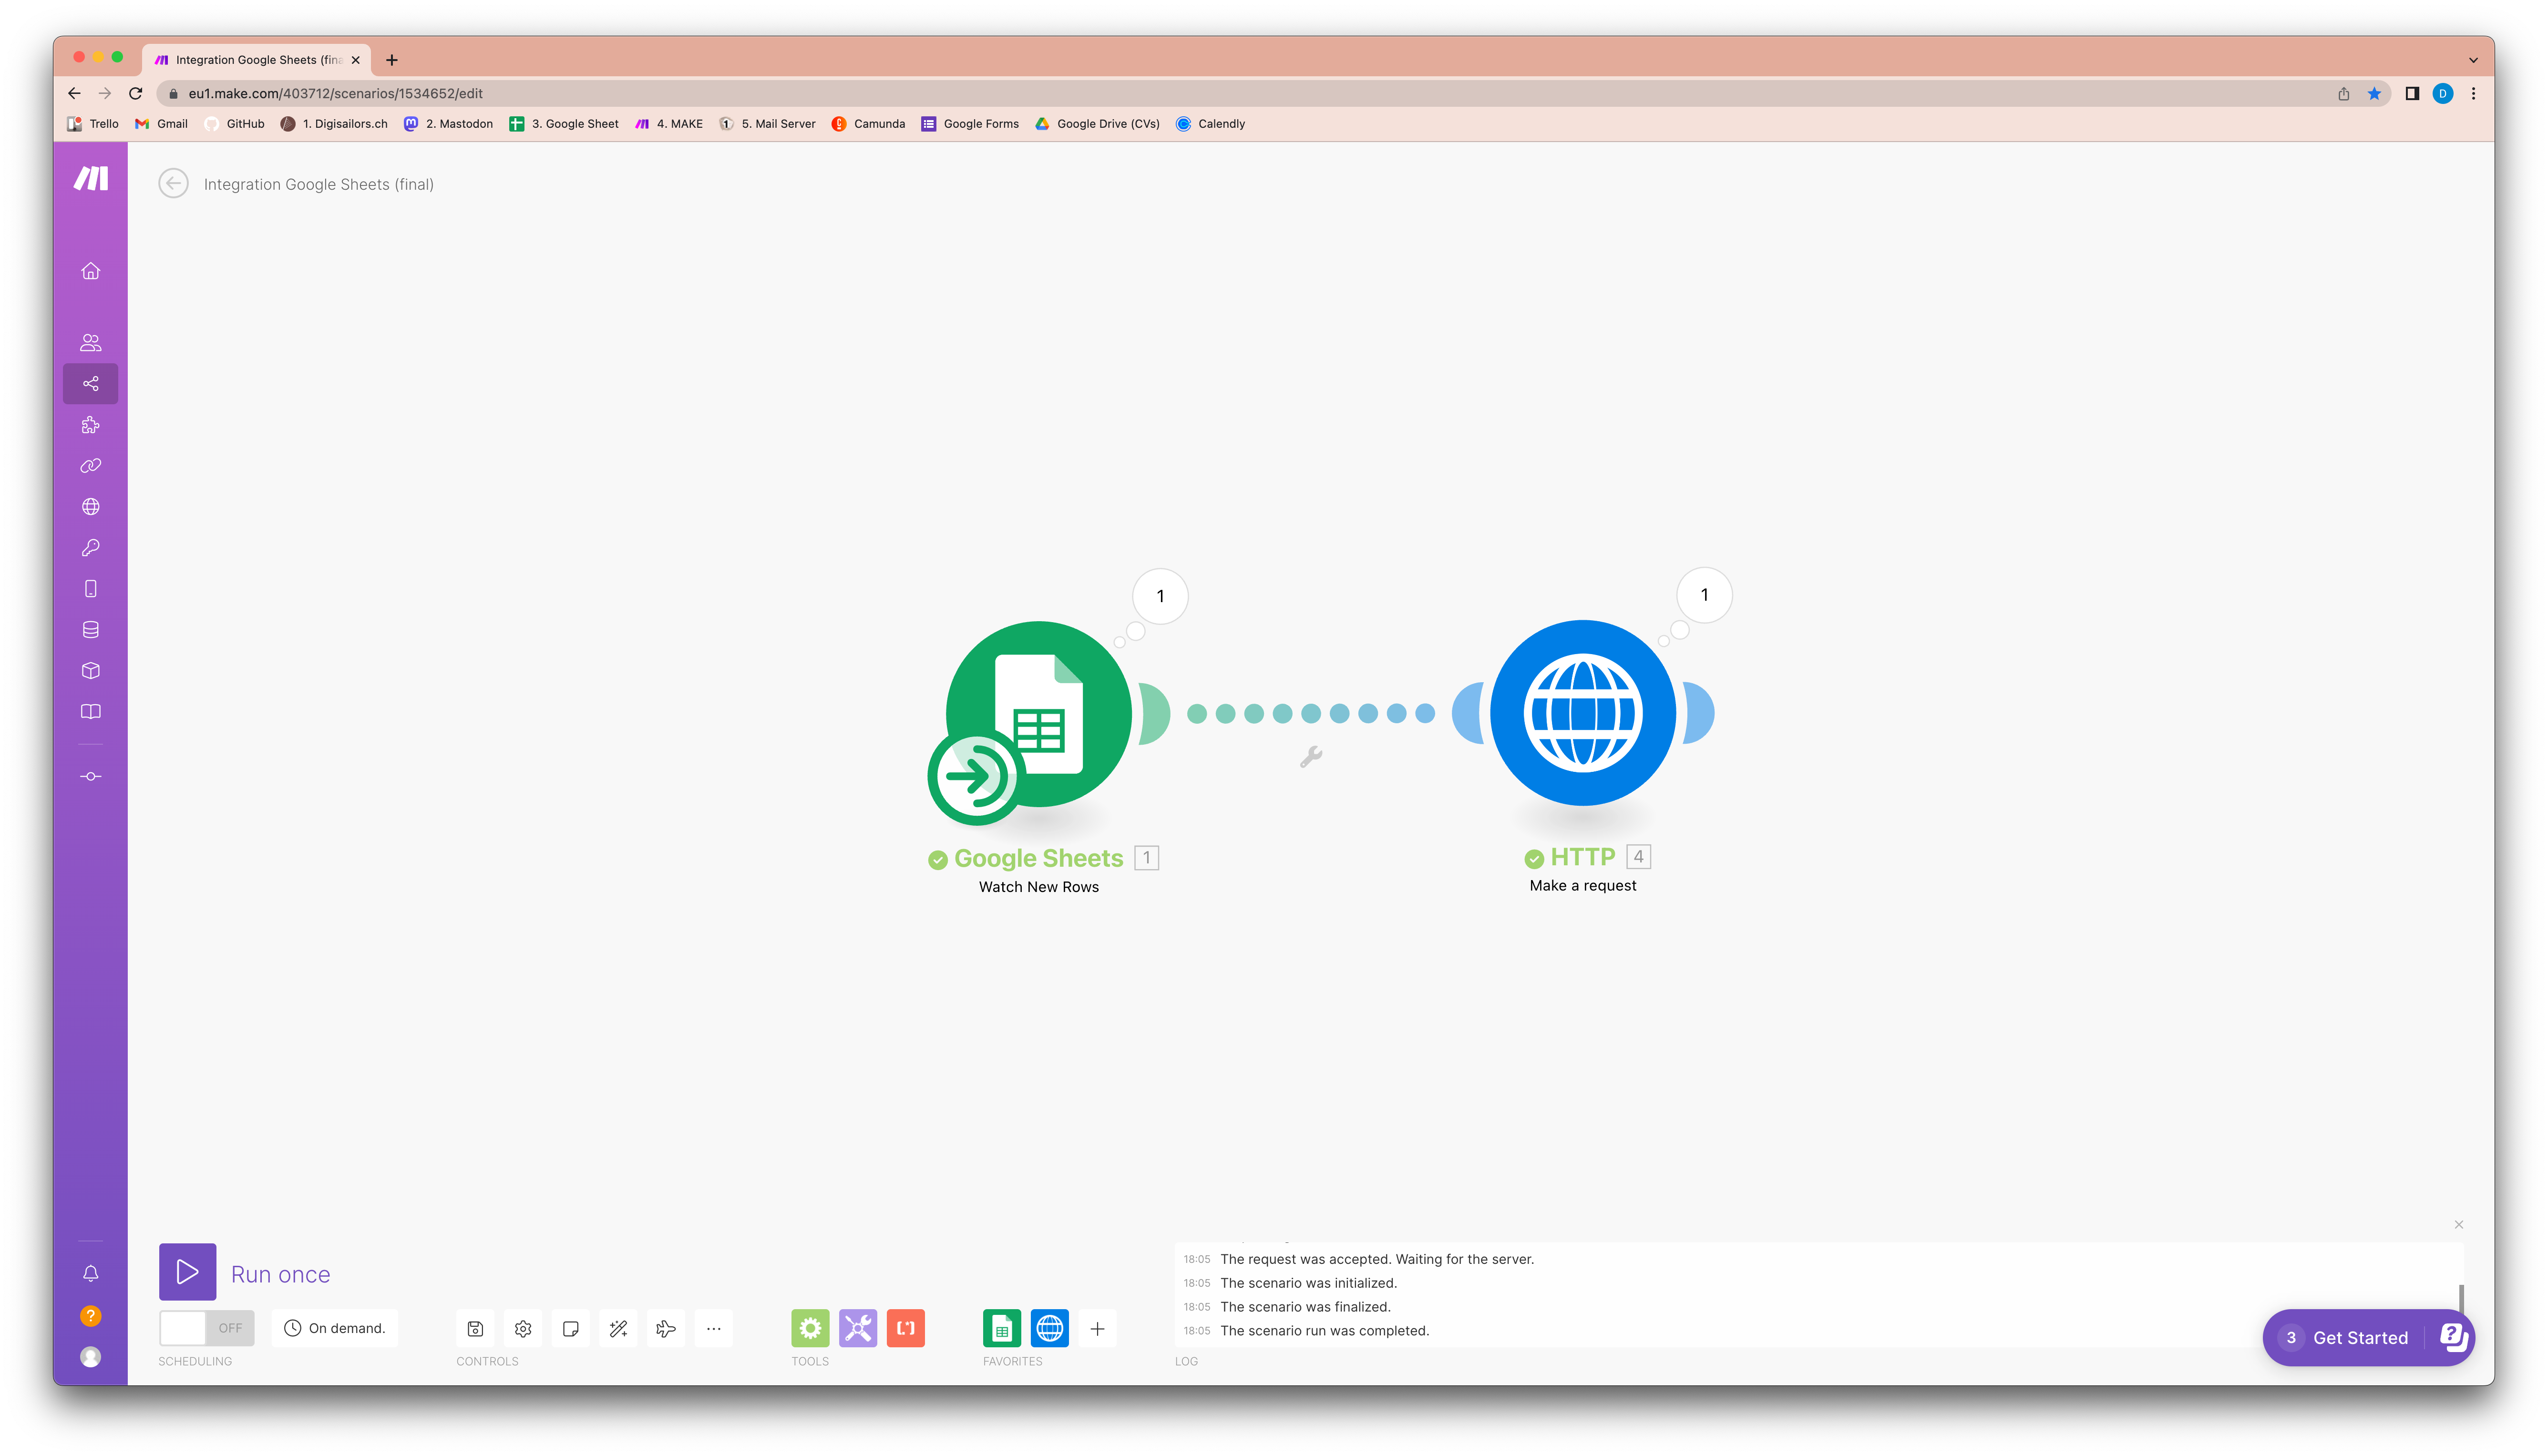 Integration Google Sheets (fina
eu1.make.com/403712/scenarios/1534652/edit
Trello Gmail GitHub 1. Digisailors.ch 2. Mastodon 3. Google Sheet 4. MAKE 5. Mail Server Camunda Google Forms Google Drive (CVs) Calendly
D
Integration Google Sheets (final)
1
1
Google Sheets 1
Watch New Rows
HTTP 4
Make a request
Run once
OFF
On demand.
SCHEDULING
CONTROLS
TOOLS
FAVORITES
18:05 The request was accepted. Waiting for the server.
18:05 The scenario was initialized.
18:05 The scenario was finalized.
18:05 The scenario run was completed.
LOG
3 Get Started